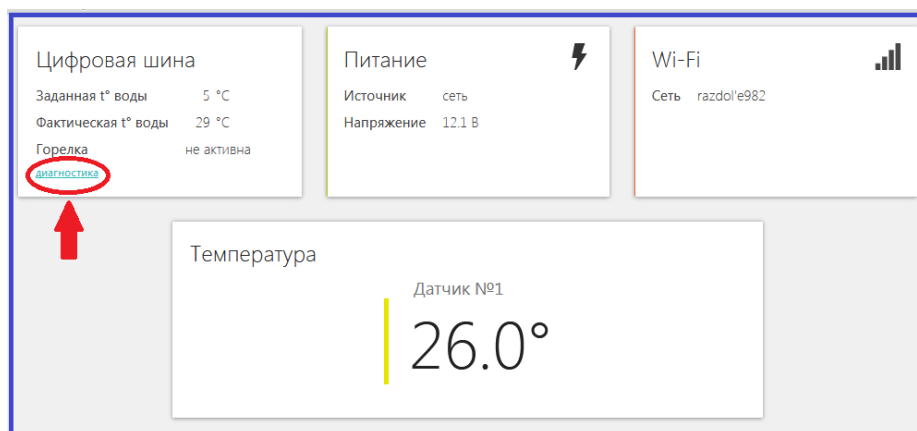 Цифровая шина
Заданная t° воды 5 °C
Фактическая t° воды 29 °C
Горелка не активна
диагностика
Питание
Источник сеть
Напряжение 12.1 В
Wi-Fi
Сеть razdol'e982
Температура
Датчик №1
26.0°